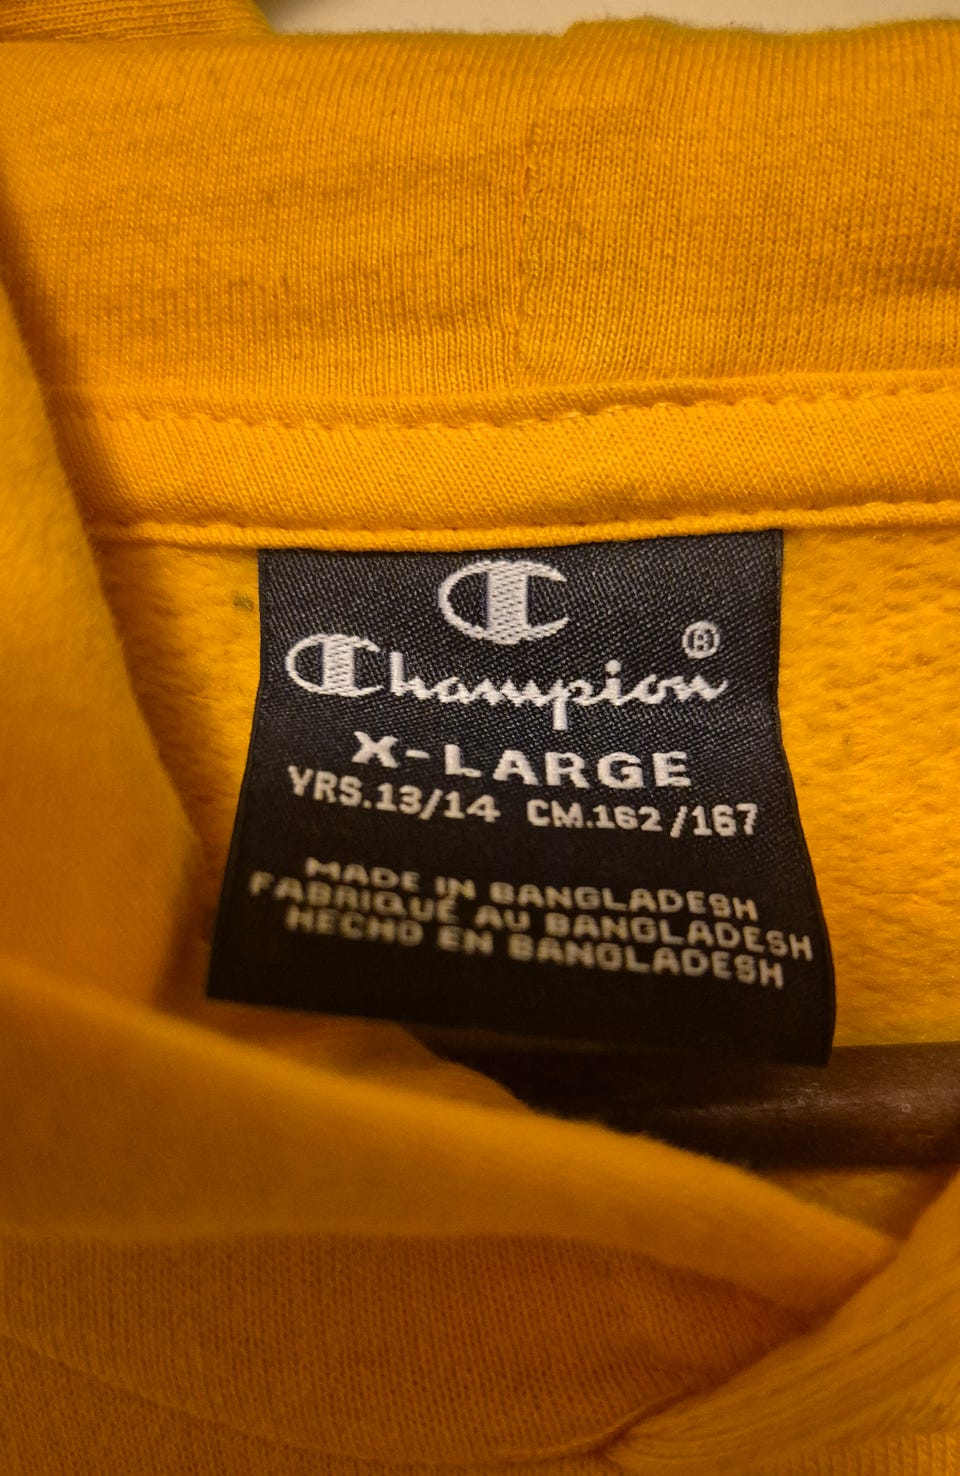 C
Champion®
X-LARGE
YRS.13/14 CM.162/167
MADE IN BANGLADESH
FABRIQUÉ AU BANGLADESH
HECHO EN BANGLADESH